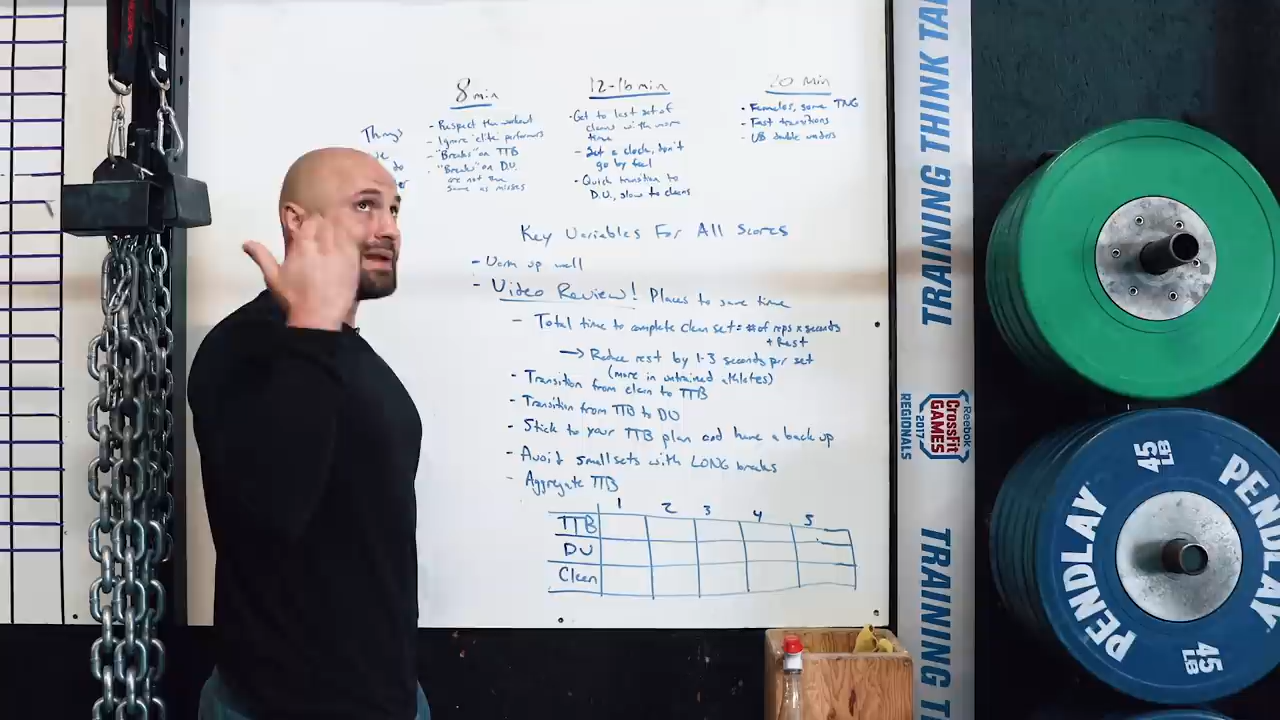 8 min
12-16 min
20 Min
Things
- Respect the workout
- Ignore "elite" performers
- "Breaks" on TTB
- "Breaks" on D.U.
are not the
same as misses
- Get to last set of
cleans with more
time
- Set a clock, don't
go by feel
- Quick transition to
D.U., slow to cleans
• Females, some TNG
- Fast transitions
- UB double unders
Key Variables For All Scores
- Warm up well
- Video Review! Places to save time
- Total time to complete clean set = # of reps x seconds
+ Rest
→ Reduce rest by 1-3 seconds per set
(more in untrained athletes)
- Transition from clean to TTB
- Transition from TTB to DU
- Stick to your TTB plan and have a back up
- Avoid small sets with LONG breaks
- Aggregate TTB
1 2 3 4 5
TTB
DU
Clean
TRAINING THINK TA
Reebok
CrossFit
GAMES
REGIONALS
2017
TRAINING T
45
LB
PENDLAY
PENDLAY
45
LB